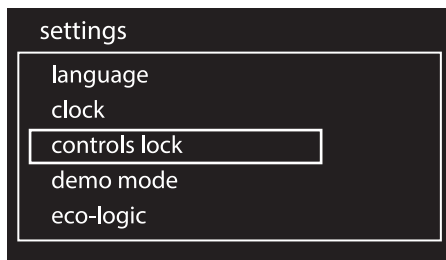 settings
language
clock
controls lock
demo mode
eco-logic